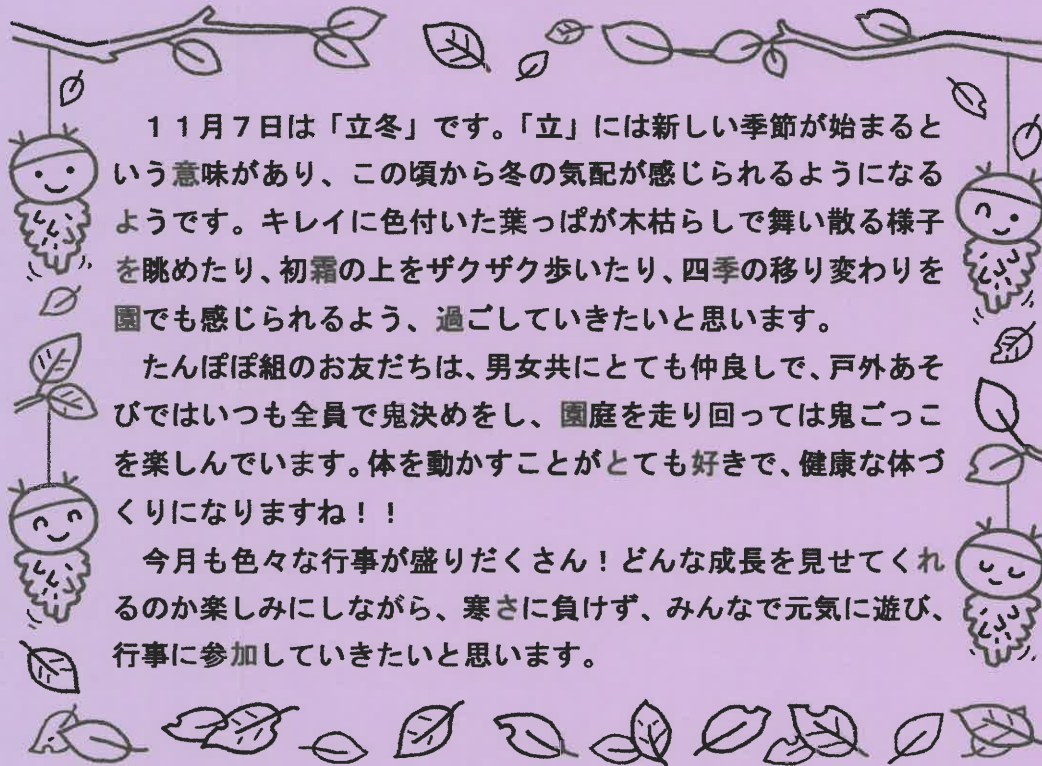 １１月７日は「立冬」です。「立」には新しい季節が始まると
いう意味があり、この頃から冬の気配が感じられるようになる
ようです。キレイに色付いた葉っぱが木枯らしで舞い散る様子
を眺めたり、初霜の上をザクザク歩いたり、四季の移り変わりを
園でも感じられるよう、過ごしていきたいと思います。
　たんぽぽ組のお友だちは、男女共にとても仲良しで、戸外あそ
びではいつも全員で鬼決めをし、園庭を走り回っては鬼ごっこ
を楽しんでいます。体を動かすことがとても好きで、健康な体づ
くりになりますね！！
　今月も色々な行事が盛りだくさん！どんな成長を見せてくれ
るのか楽しみにしながら、寒さに負けず、みんなで元気に遊び、
行事に参加していきたいと思います。